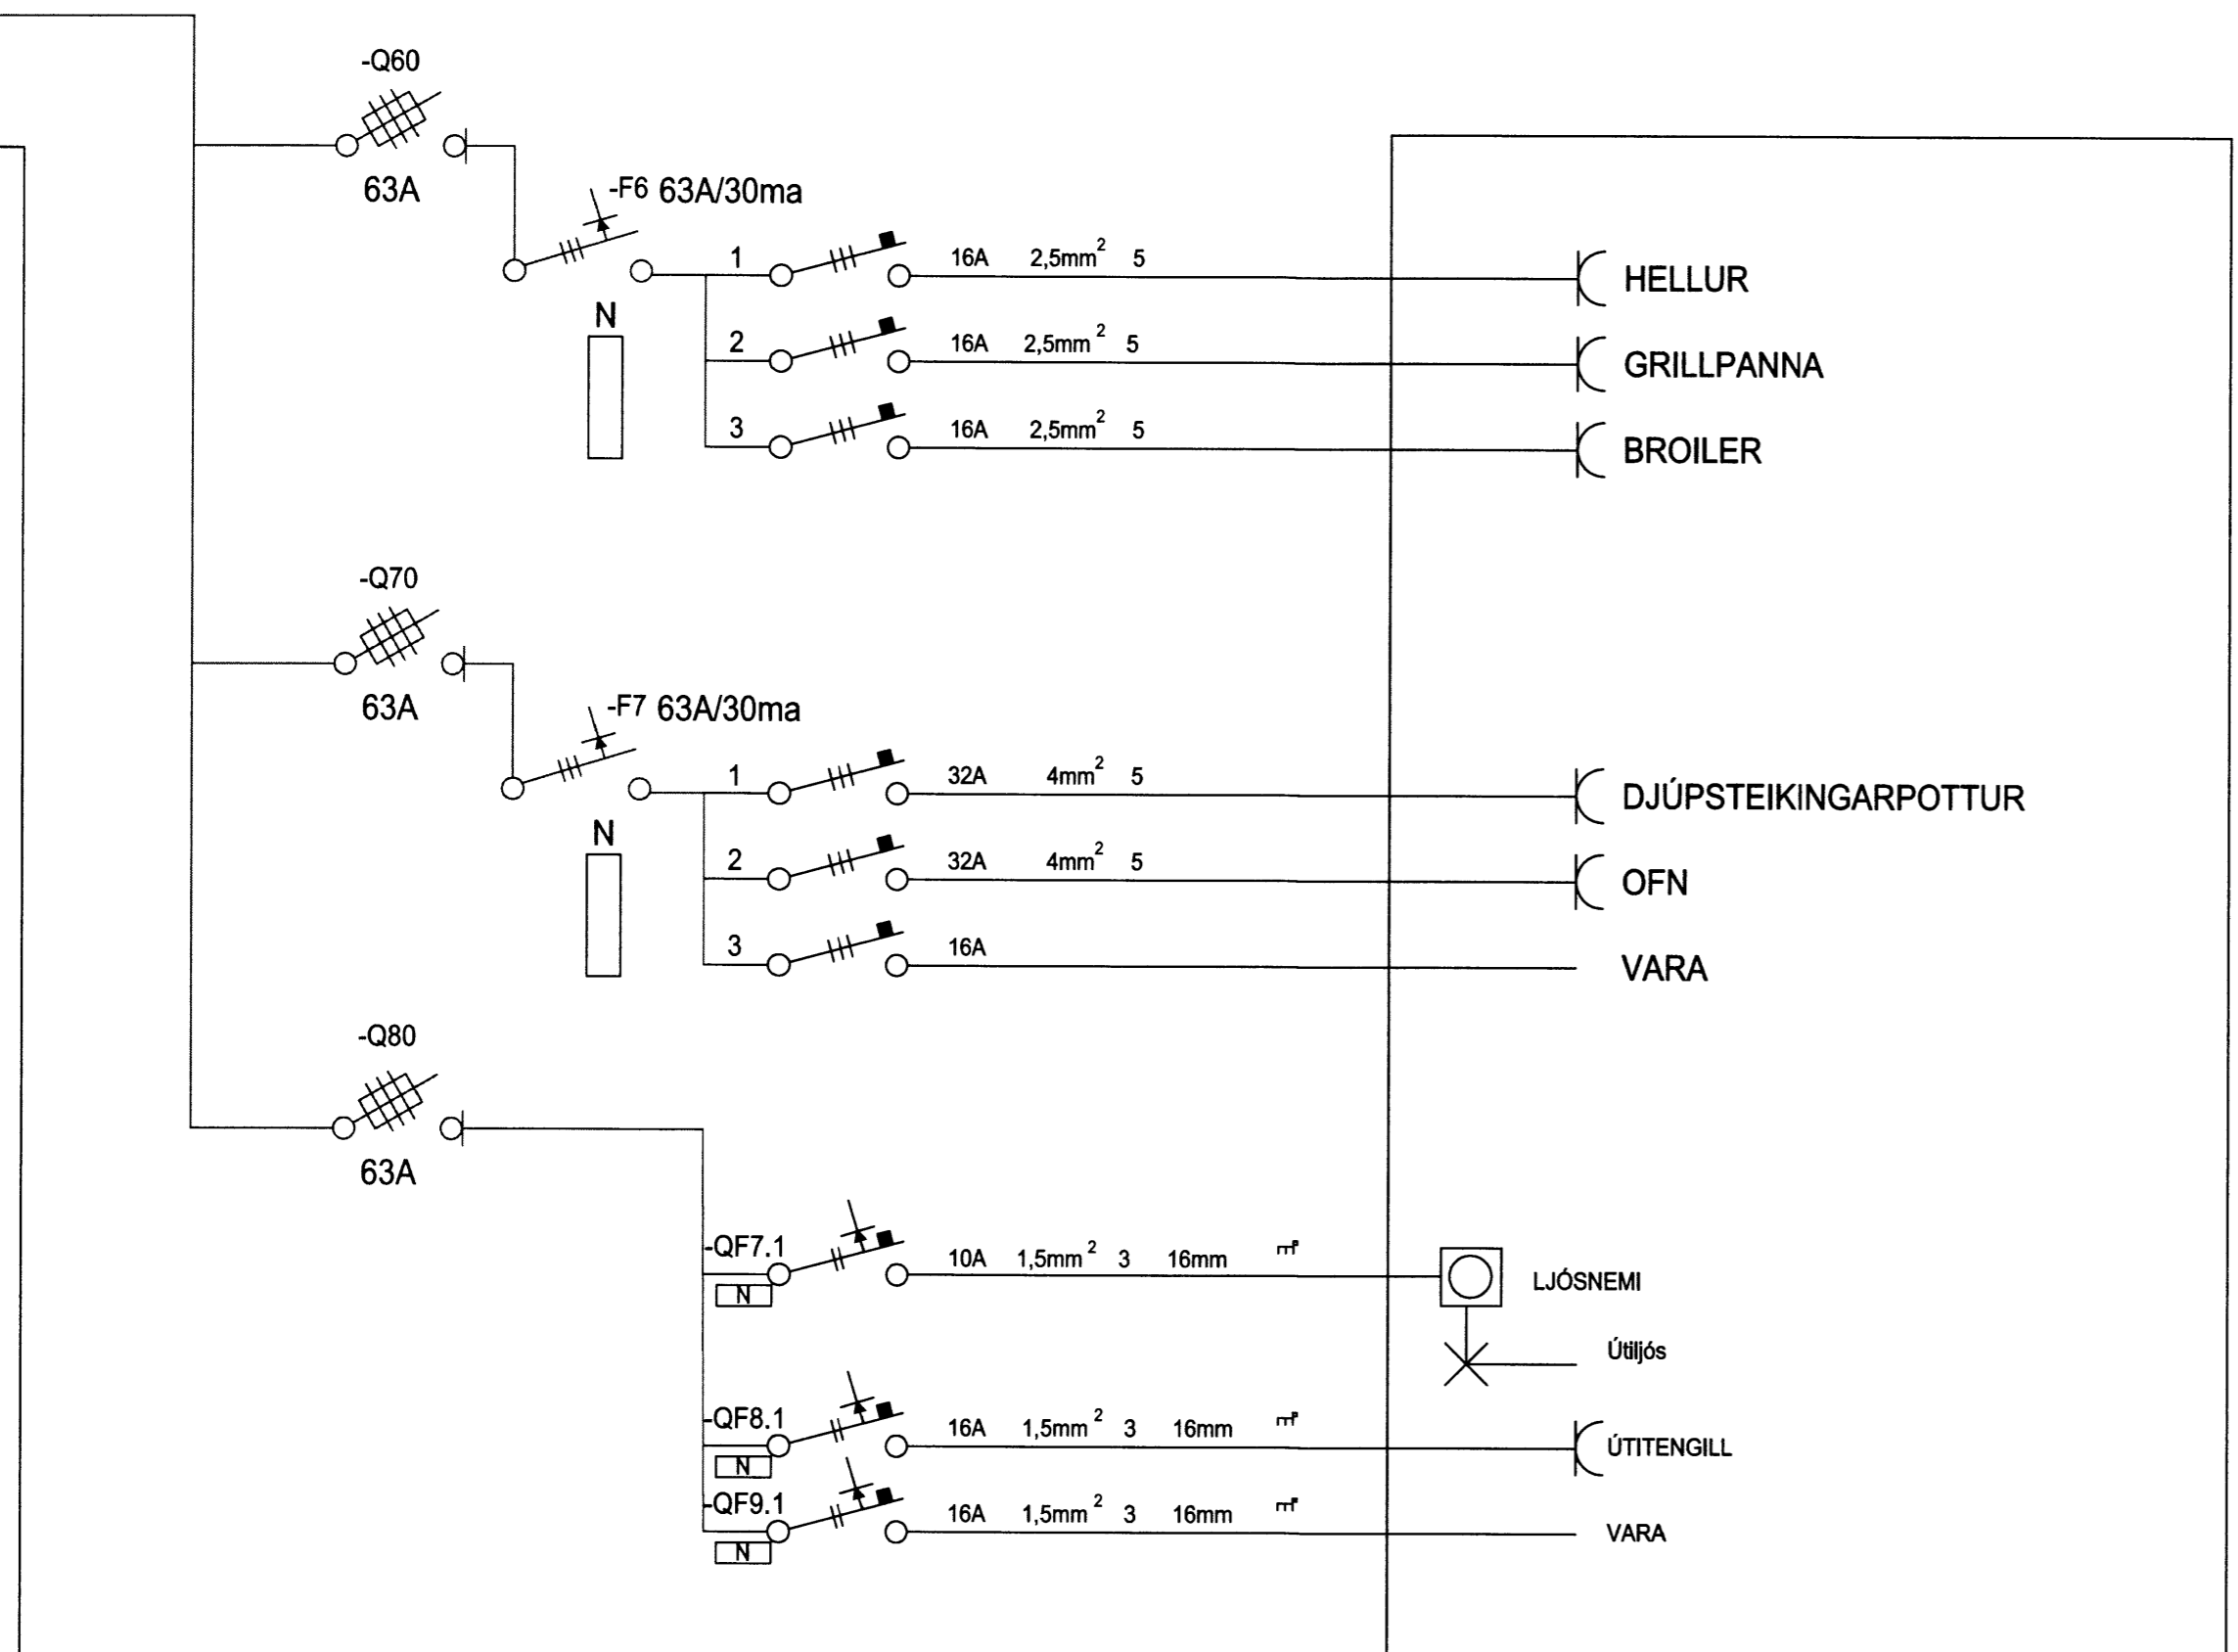 -Q60
63A
-F6 63A/30ma
N
1 16A 2,5mm² 5 HELLUR
2 16A 2,5mm² 5 GRILLPANNA
3 16A 2,5mm² 5 BROILER
-Q70
63A
-F7 63A/30ma
N
1 32A 4mm² 5 DJÚPSTEIKINGARPOTTUR
2 32A 4mm² 5 OFN
3 16A VARA
-Q80
63A
-QF7.1 10A 1,5mm² 3 16mm LJÓSNEMI
N
Útiljós
-QF8.1 16A 1,5mm² 3 16mm ÚTITENGILL
N
-QF9.1 16A 1,5mm² 3 16mm VARA
N